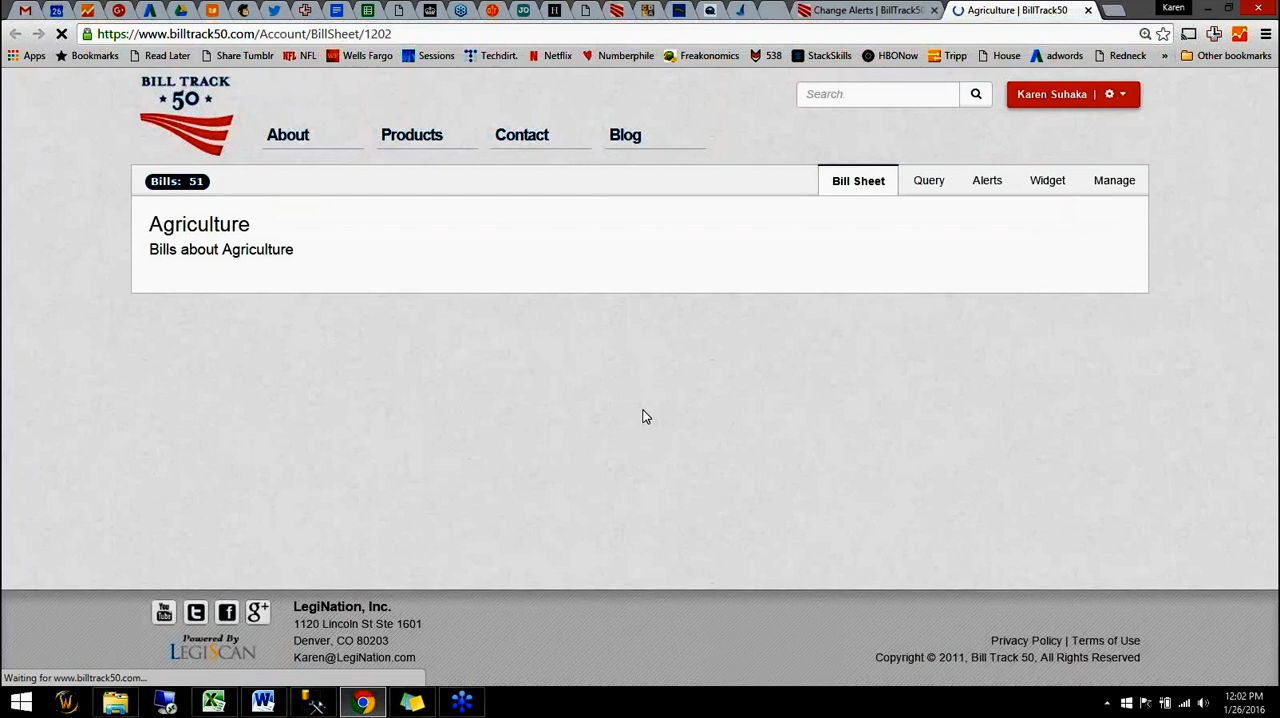 Change Alerts | BillTrack50
Agriculture | BillTrack50
Karen
https://www.billtrack50.com/Account/BillSheet/1202
Apps
Bookmarks
Read Later
Share Tumblr
NFL
Wells Fargo
Sessions
Techdirt.
Netflix
Numberphile
Freakonomics
538
StackSkills
HBONow
Tripp
House
adwords
Redneck
»
Other bookmarks
BILL TRACK
50
About
Products
Contact
Blog
Search.
Karen Suhaka |
Bills: 51
Bill Sheet
Query
Alerts
Widget
Manage
Agriculture
Bills about Agriculture
You Tube
LegiNation, Inc.
1120 Lincoln St Ste 1601
Denver, CO 80203
Karen@LegiNation.com
Powered By
LEGISCAN
Privacy Policy | Terms of Use
Copyright © 2011, Bill Track 50, All Rights Reserved
Waiting for www.billtrack50.com...
12:02 PM
1/26/2016